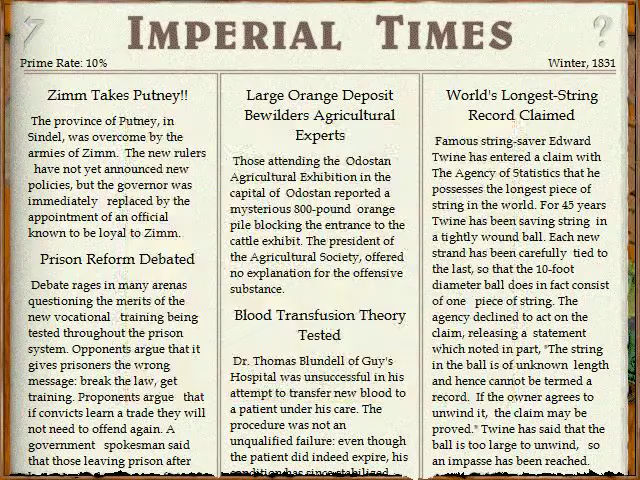 Imperial Times
Prime Rate: 10%
Winter, 1831
Zimm Takes Putney!!
The province of Putney, in
Sindel, was overcome by the
armies of Zimm. The new rulers
have not yet announced new
policies, but the governor was
immediately replaced by the
appointment of an official
known to be loyal to Zimm.
Prison Reform Debated
Debate rages in many arenas
questioning the merits of the
new vocational training being
tested throughout the prison
system. Opponents argue that it
gives prisoners the wrong
message: break the law, get
training. Proponents argue that
if convicts learn a trade they will
not need to offend again. A
government spokesman said
that those leaving prison after
Large Orange Deposit
Bewilders Agricultural
Experts
Those attending the Odostan
Agricultural Exhibition in the
capital of Odostan reported a
mysterious 800-pound orange
pile blocking the entrance to the
cattle exhibit. The president of
the Agricultural Society, offered
no explanation for the offensive
substance.
Blood Transfusion Theory
Tested
Dr. Thomas Blundell of Guy's
Hospital was unsuccessful in his
attempt to transfer new blood to
a patient under his care. The
procedure was not an
unqualified failure: even though
the patient did indeed expire, his
condition has since stabilized.
World's Longest-String
Record Claimed
Famous string-saver Edward
Twine has entered a claim with
The Agency of Statistics that he
possesses the longest piece of
string in the world. For 45 years
Twine has been saving string in
a tightly wound ball. Each new
strand has been carefully tied to
the last, so that the 10-foot
diameter ball does in fact consist
of one piece of string. The
agency declined to act on the
claim, releasing a statement
which noted in part, "The string
in the ball is of unknown length
and hence cannot be termed a
record. If the owner agrees to
unwind it, the claim may be
proved." Twine has said that the
ball is too large to unwind, so
an impasse has been reached.